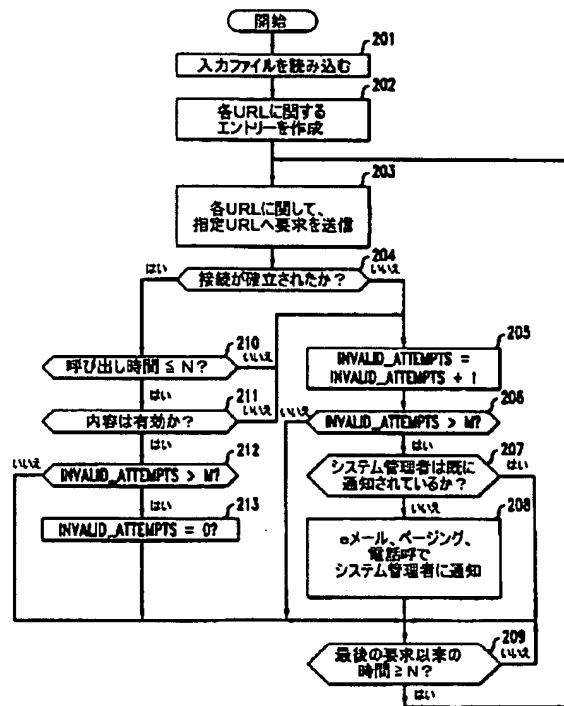 開始
201
入力ファイルを読み込む
202
各URLに関する
エントリーを作成
203
各URLに関して、
指定URLへ要求を送信
204
はい
接続が確立されたか?
いいえ
210
呼び出し時間 ≤ N?
いいえ
205
INVALID_ATTEMPTS =
INVALID_ATTEMPTS + 1
はい
211
内容は有効か?
いいえ
206
いいえ
INVALID_ATTEMPTS > M?
はい
212
いいえ
INVALID_ATTEMPTS > M?
はい
207
システム管理者は既に
通知されているか?
はい
はい
213
INVALID_ATTEMPTS = 0?
いいえ
208
eメール、ページング、
電話呼で
システム管理者に通知
209
最後の要求以来の
時間 ≥ N?
いいえ
はい